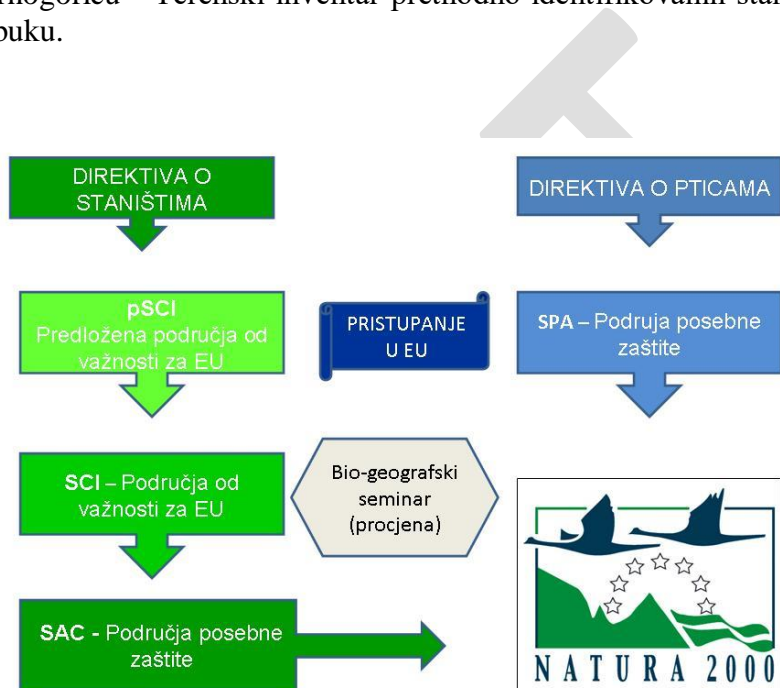 buku.
DIREKTIVA O
STANIŠTIMA
DIREKTIVA O PTICAMA
pSCI
Predložena područja od
važnosti za EU
PRISTUPANJE
U EU
SPA – Podruja posebne
zaštite
SCI – Područja od
važnosti za EU
Bio-geografski
seminar
(procjena)
SAC - Područja posebne
zaštite
NATURA 2000